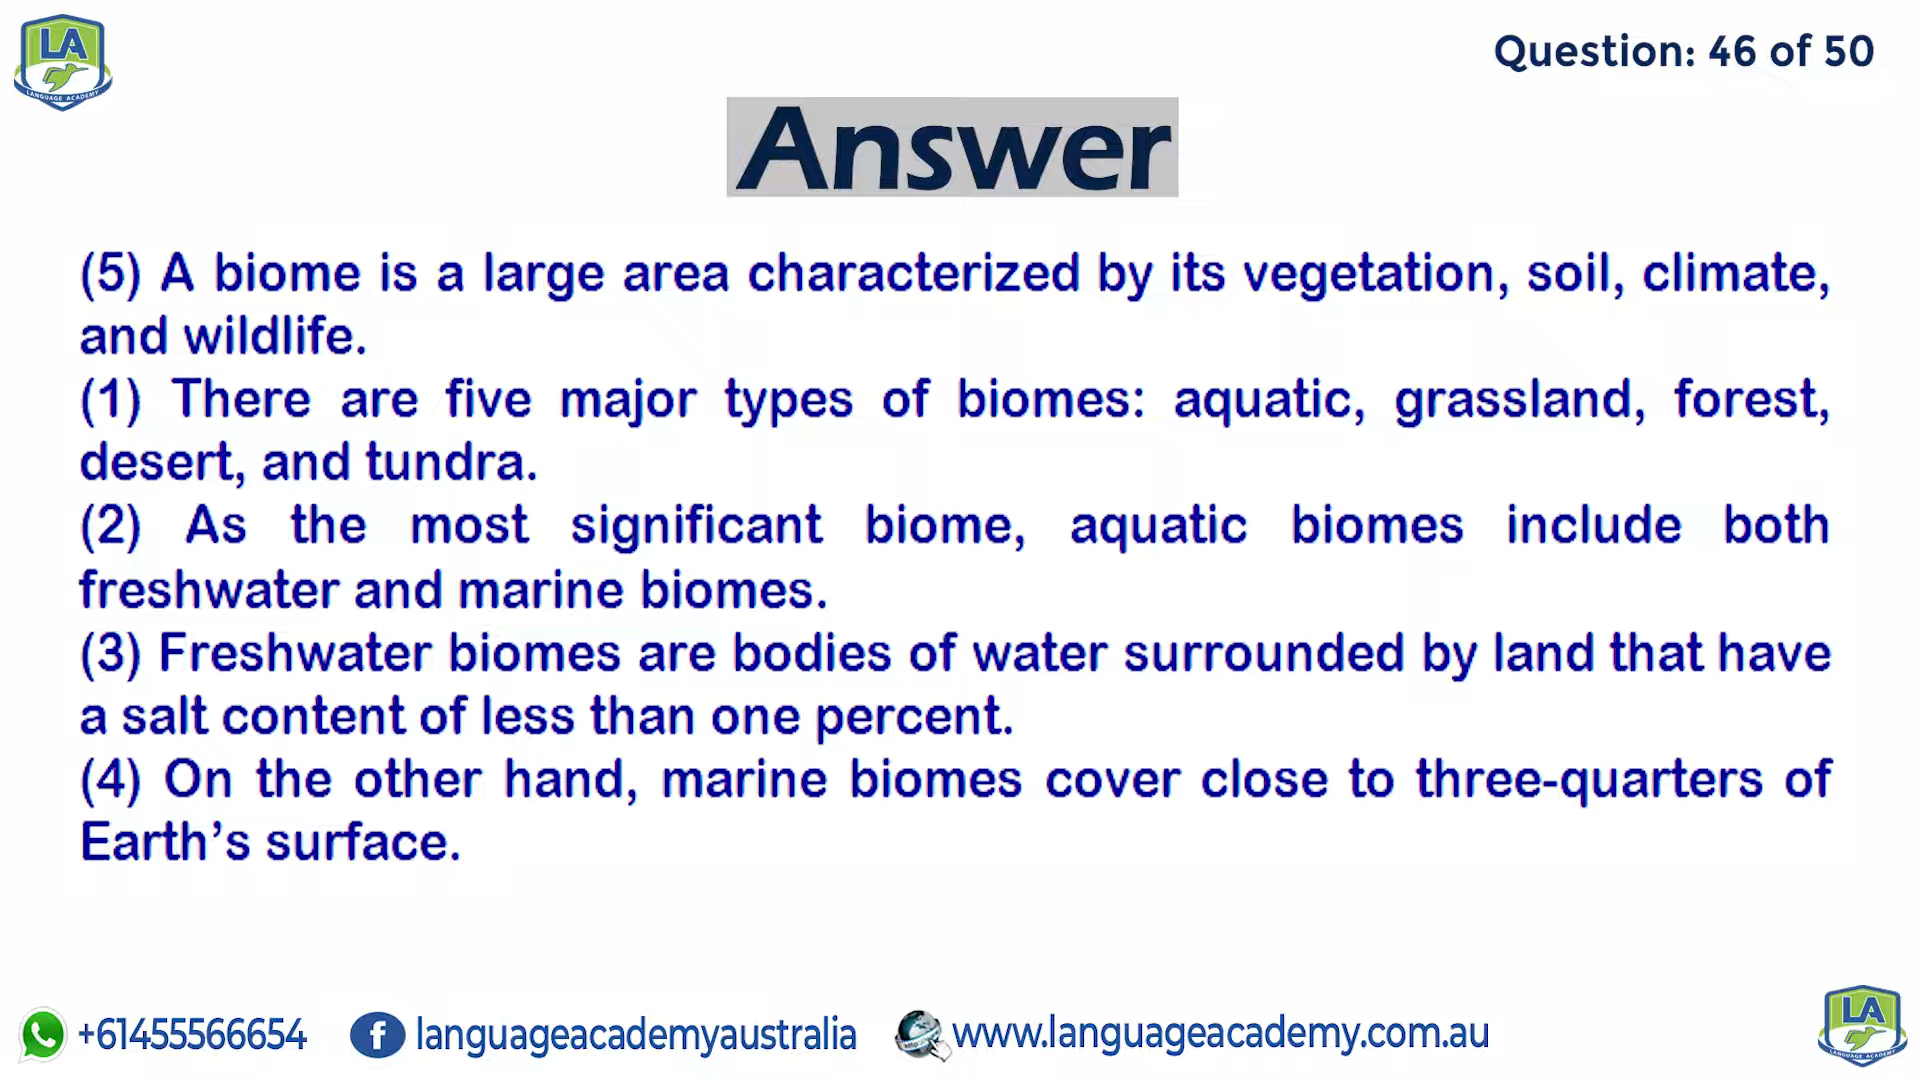 LA
LANGUAGE ACADEMY
Question: 46 of 50
Answer
(5) A biome is a large area characterized by its vegetation, soil, climate,
and wildlife.
(1) There are five major types of biomes: aquatic, grassland, forest,
desert, and tundra.
(2) As the most significant biome, aquatic biomes include both
freshwater and marine biomes.
(3) Freshwater biomes are bodies of water surrounded by land that have
a salt content of less than one percent.
(4) On the other hand, marine biomes cover close to three-quarters of
Earth's surface.
+61455566654
languageacademyaustralia
www.languageacademy.com.au
LA
LANGUAGE ACADEMY